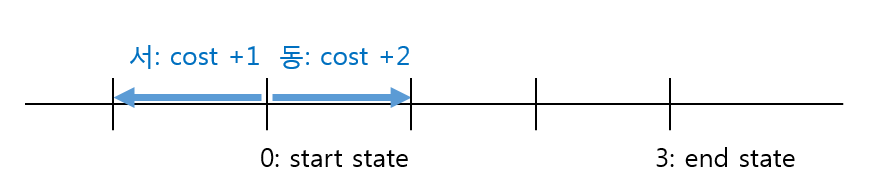 서: cost +1 동: cost +2
0: start state 3: end state